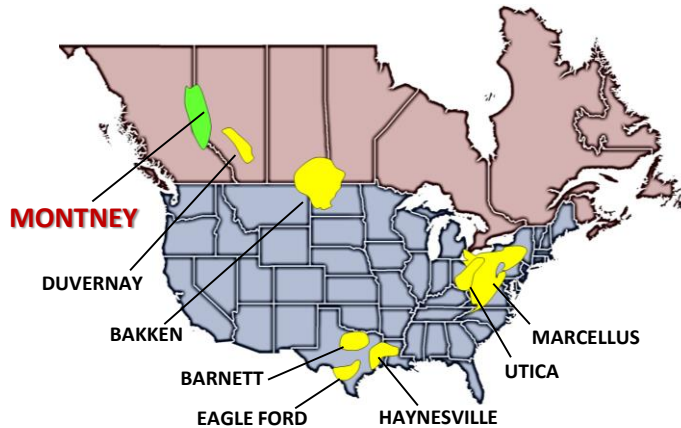 MONTNEY
DUVERNAY
BAKKEN
MARCELLUS
UTICA
BARNETT
EAGLE FORD
HAYNESVILLE